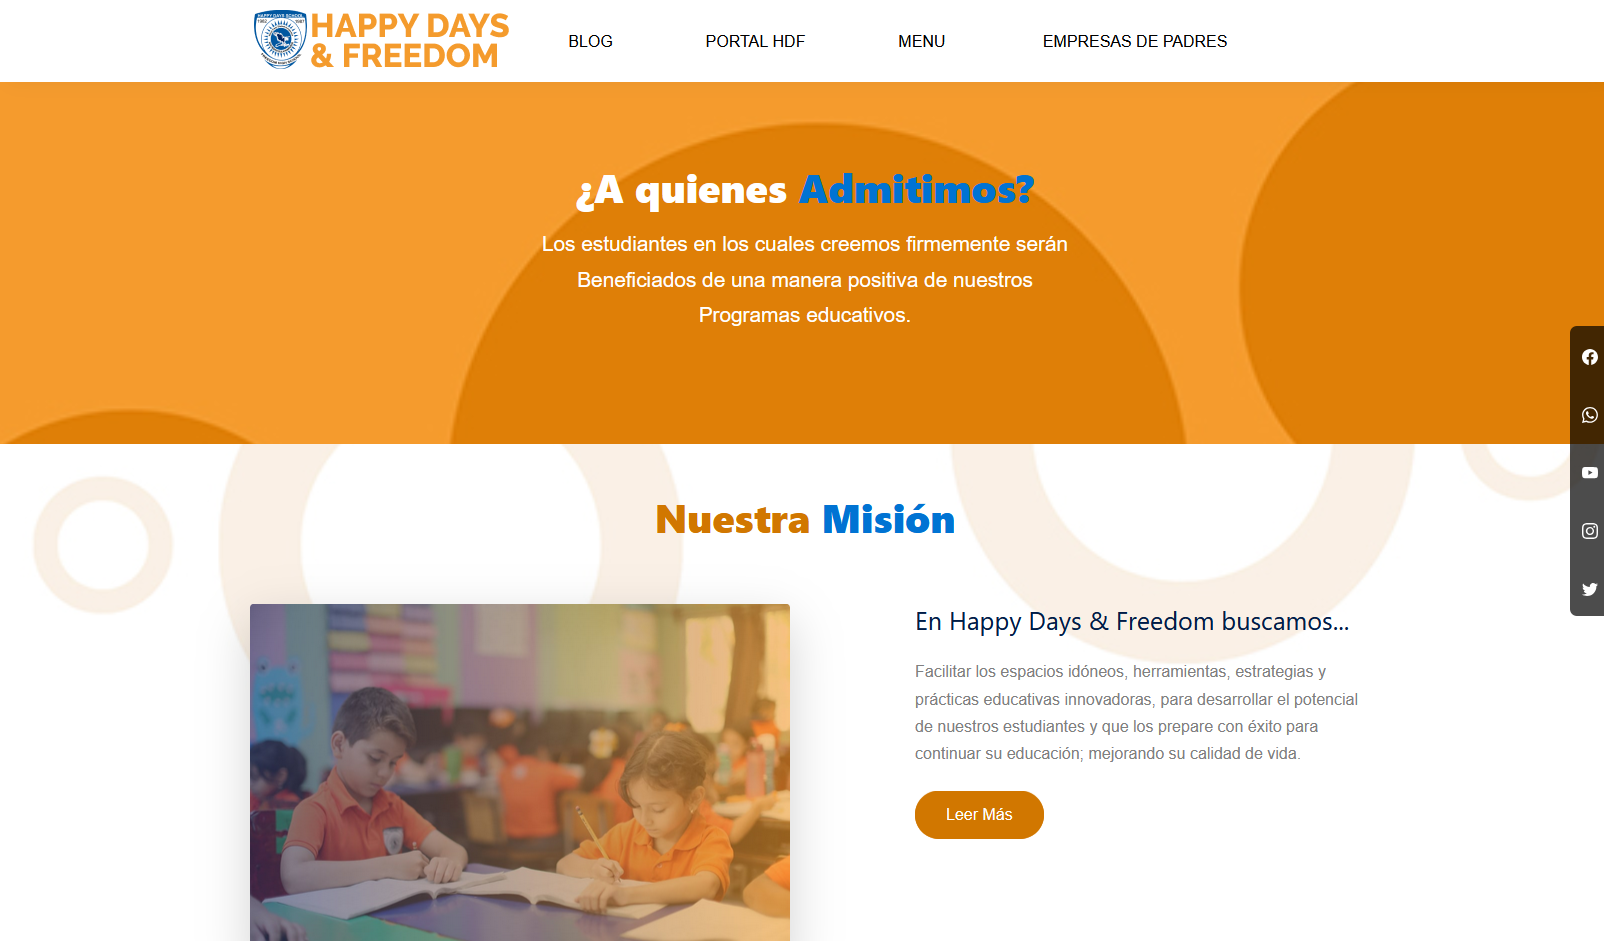 HAPPY DAYS SCHOOL
HAPPY DAYS
& FREEDOM
BLOG
PORTAL HDF
MENU
EMPRESAS DE PADRES
¿A quienes Admitimos?
Los estudiantes en los cuales creemos firmemente serán
Beneficiados de una manera positiva de nuestros
Programas educativos.
Nuestra Misión
En Happy Days & Freedom buscamos...
Facilitar los espacios idóneos, herramientas, estrategias y
prácticas educativas innovadoras, para desarrollar el potencial
de nuestros estudiantes y que los prepare con éxito para
continuar su educación; mejorando su calidad de vida.
Leer Más